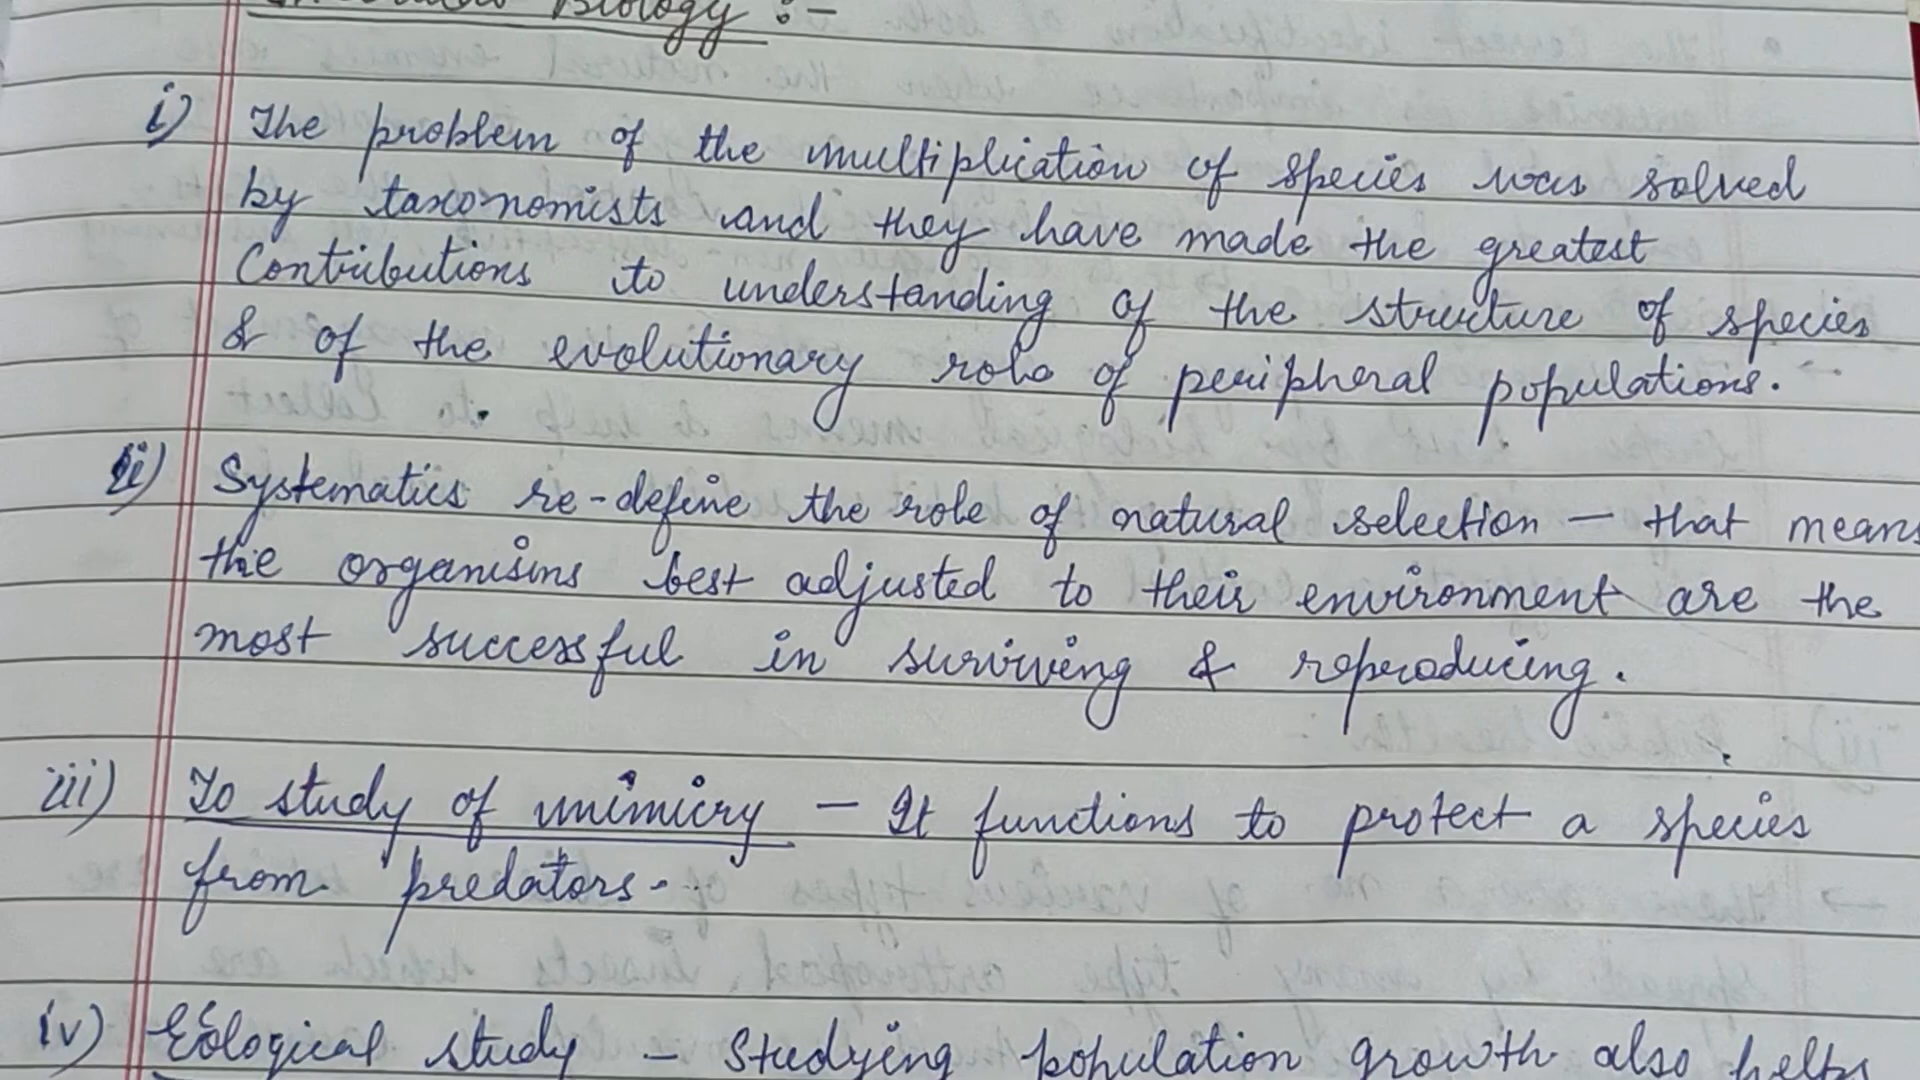 Biology :-
i) The problem of the multiplication of species was solved
by taxonomists and they have made the greatest
Contributions to understanding of the structure of species
& of the evolutionary role of peripheral populations.
ii) Systematics re-define the role of natural selection - that means
the organisms best adjusted to their environment are the
most successful in surviving & reproducing.
iii) To study of mimicry - It functions to protect a species
from predators.
iv) Ecological study - Studying population growth also helps